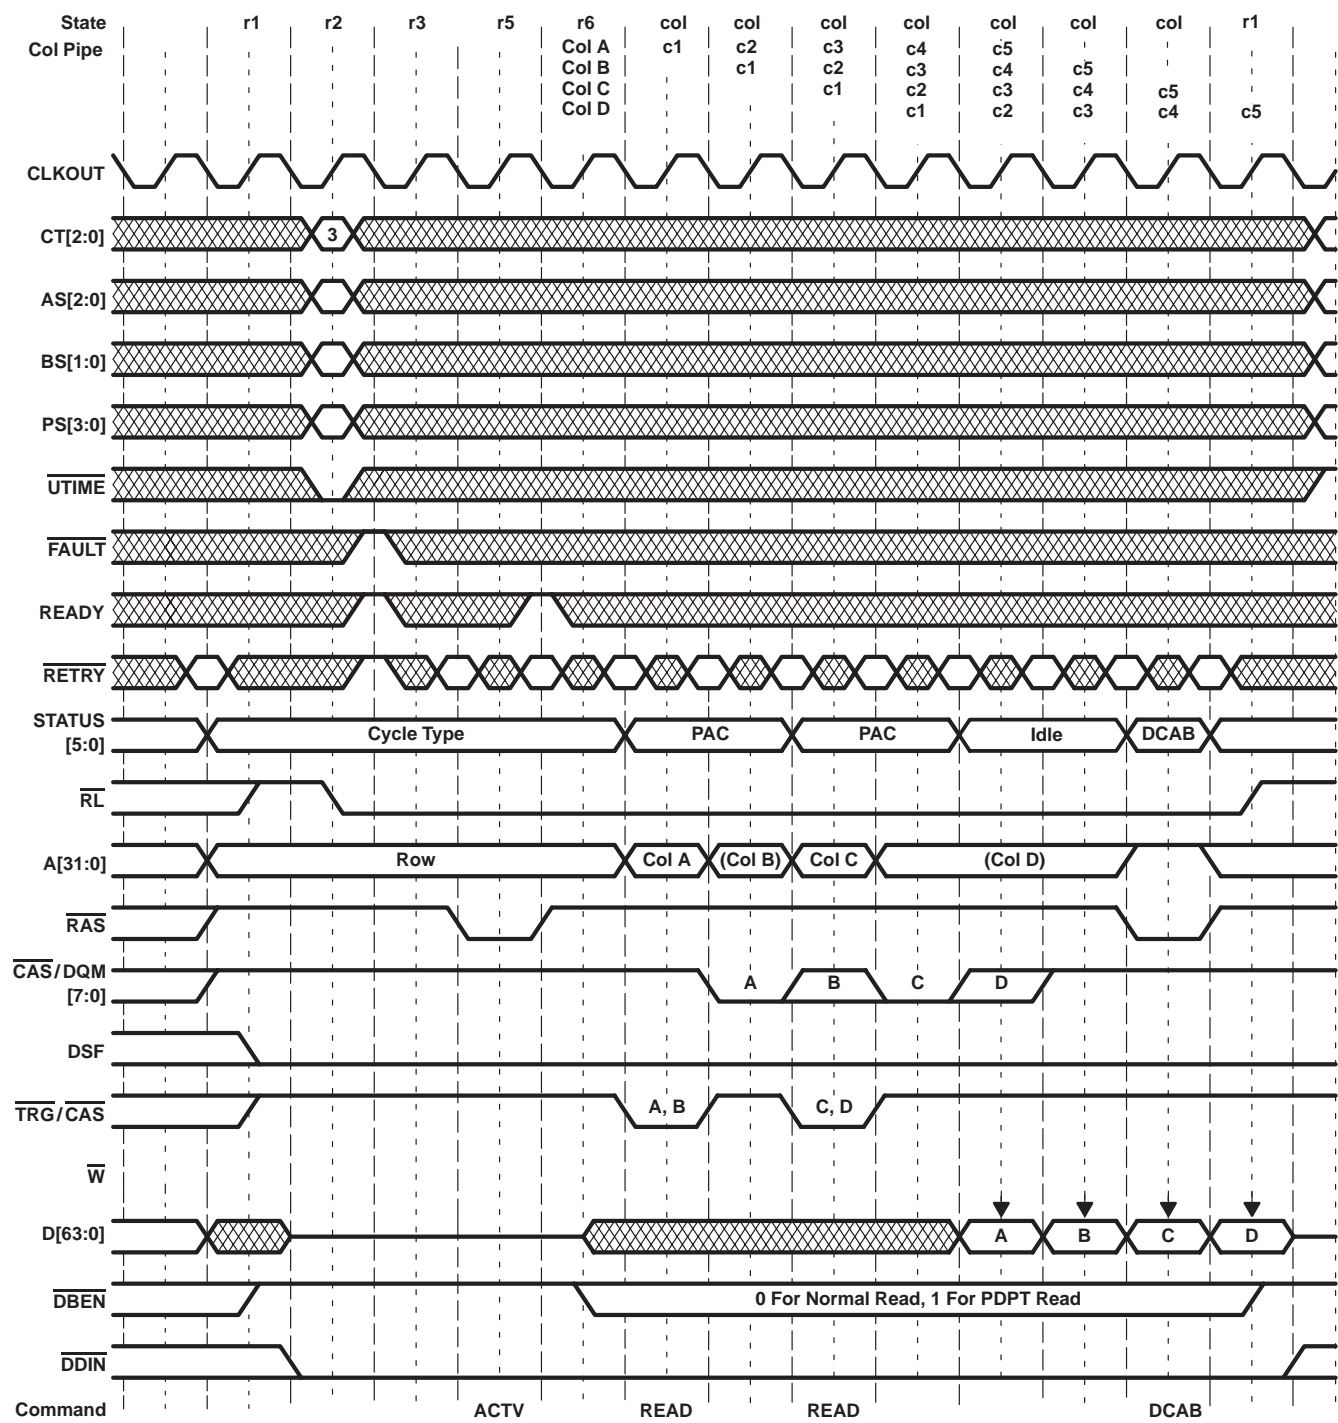 State r1 r2 r3 r5 r6 col col col col col col col r1
Col Pipe Col A c1 c2 c3 c4 c5
Col B c1 c2 c3 c4 c5
Col C c1 c2 c3 c4 c5
Col D c1 c2 c3 c4 c5
CLKOUT
CT[2:0] 3
AS[2:0]
BS[1:0]
PS[3:0]
UTIME
FAULT
READY
RETRY
STATUS
[5:0] Cycle Type PAC PAC Idle DCAB
RL
A[31:0] Row Col A (Col B) Col C (Col D)
RAS
CAS/DQM
[7:0] A B C D
DSF
TRG/CAS A, B C, D
W
D[63:0] A B C D
DBEN 0 For Normal Read, 1 For PDPT Read
DDIN
Command ACTV READ READ DCAB